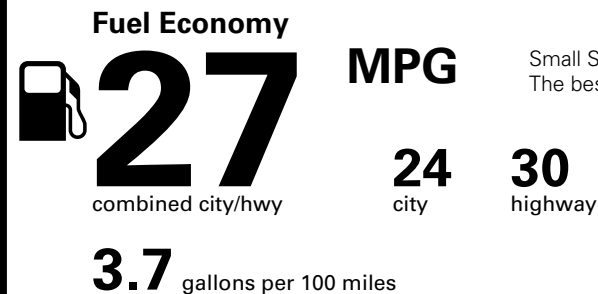 Fuel Economy
27 MPG
Small
The
24 30
combined city/hwy city highway
3.7 gallons per 100 miles